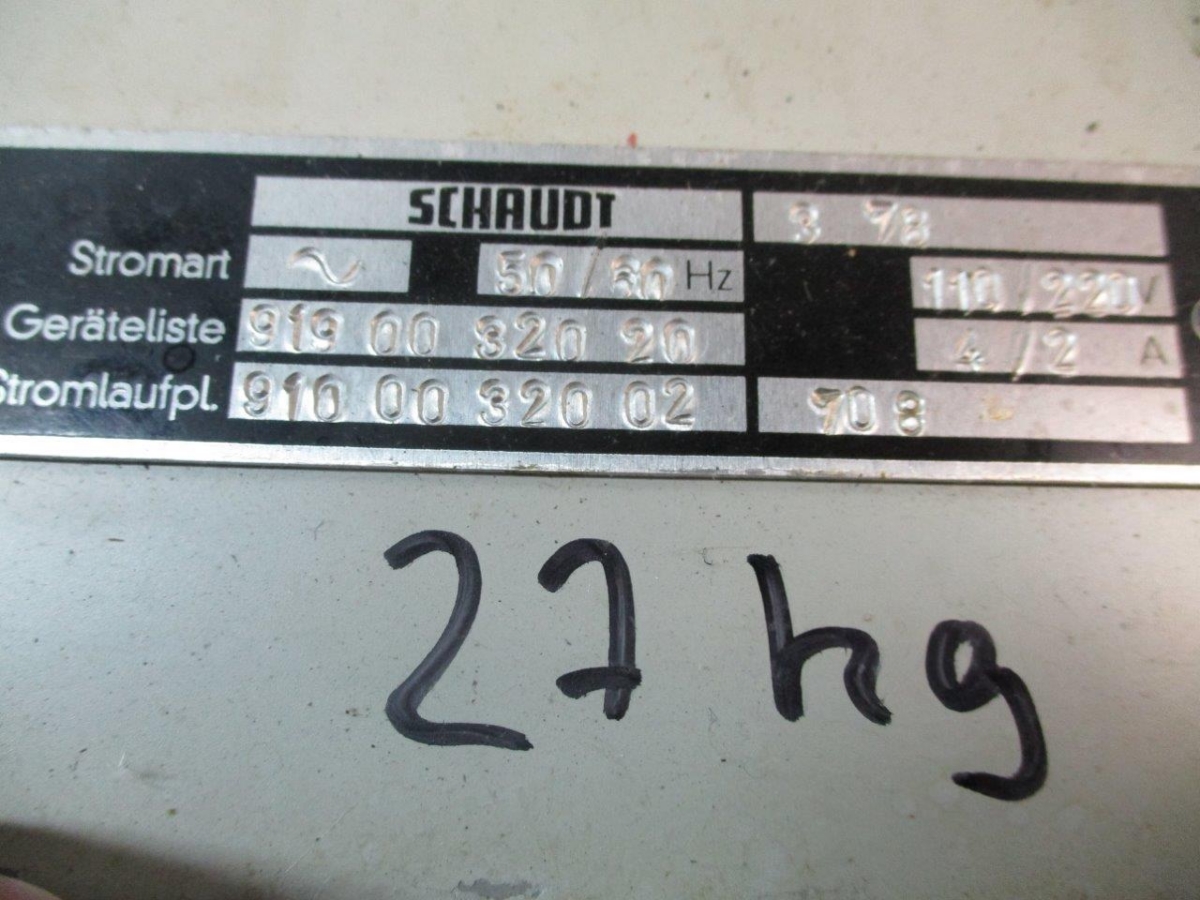 SCHAUDT 3 78
Stromart ~ 50/60 Hz 110/220 V
Geräteliste 919 00 320 20 4/2 A
Stromlaufpl. 910 00 320 02 708
27 kg